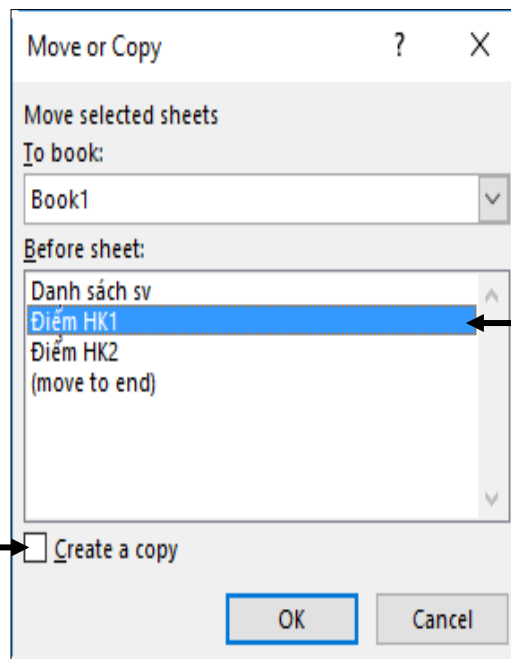 Move or Copy ? X
Move selected sheets
To book:
Book1
Before sheet:
Danh sách sv
Điểm HK1
Điểm HK2
(move to end)
Create a copy
OK Cancel